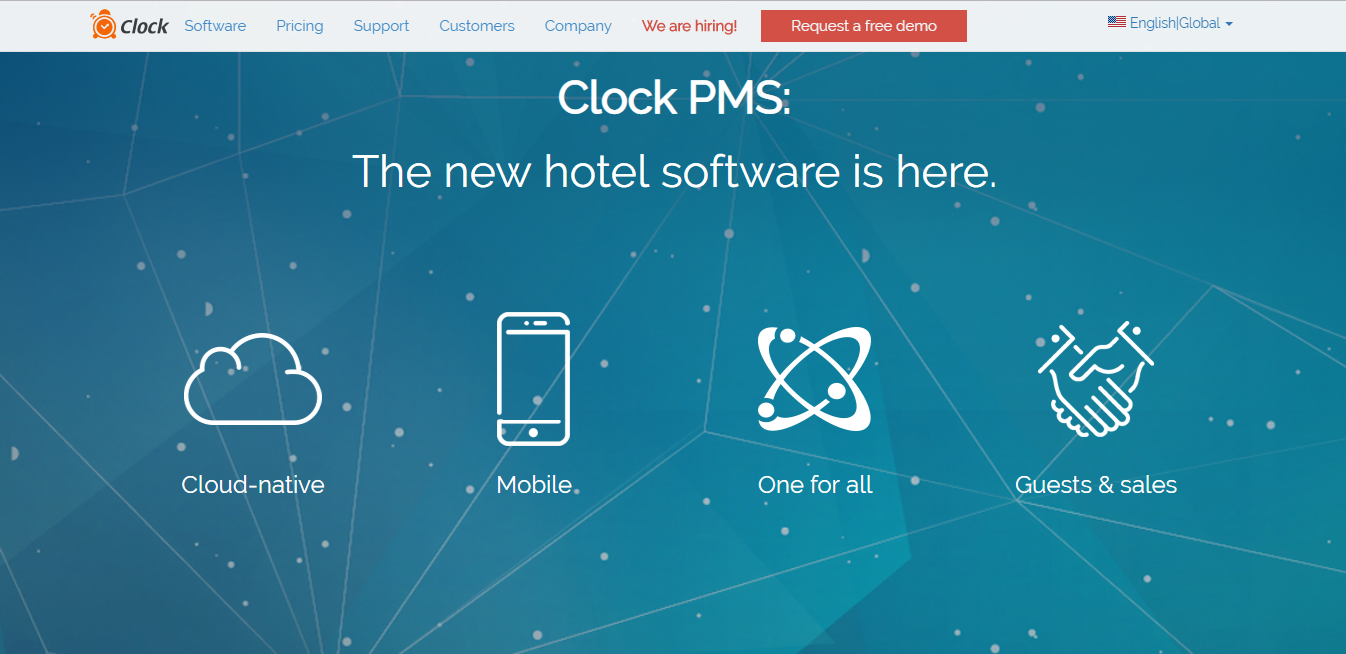 Clock Software Pricing Support Customers Company We are hiring! Request a free demo English|Global
Clock PMS:
The new hotel software is here.
Cloud-native Mobile One for all Guests & sales